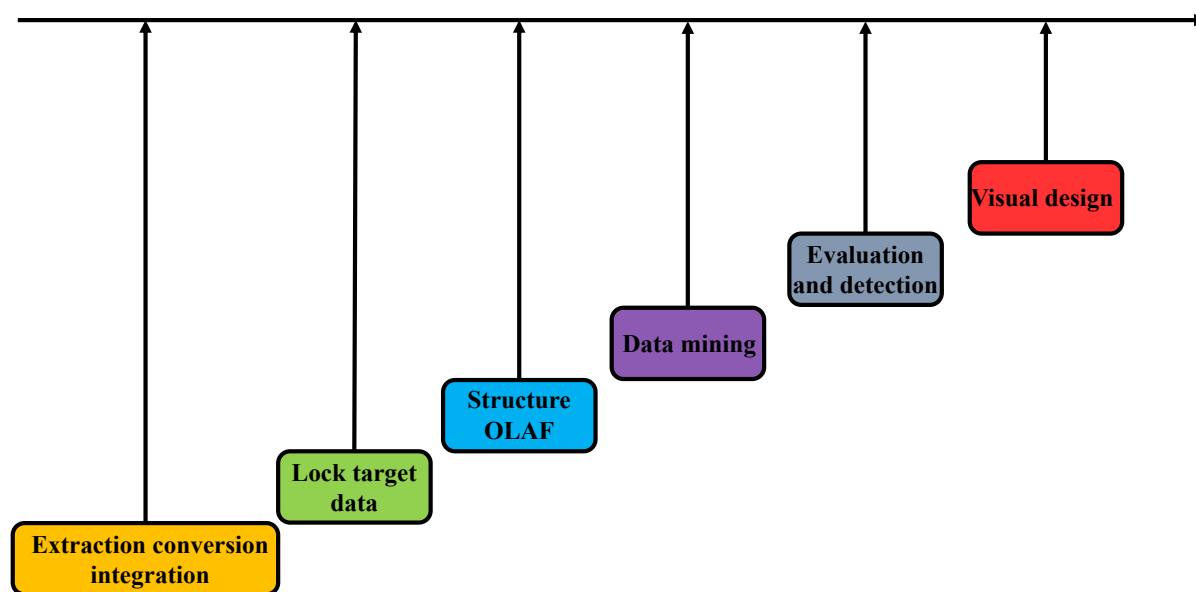 Visual design
Evaluation
and detection
Data mining
Structure
OLAF
Lock target
data
Extraction conversion
integration